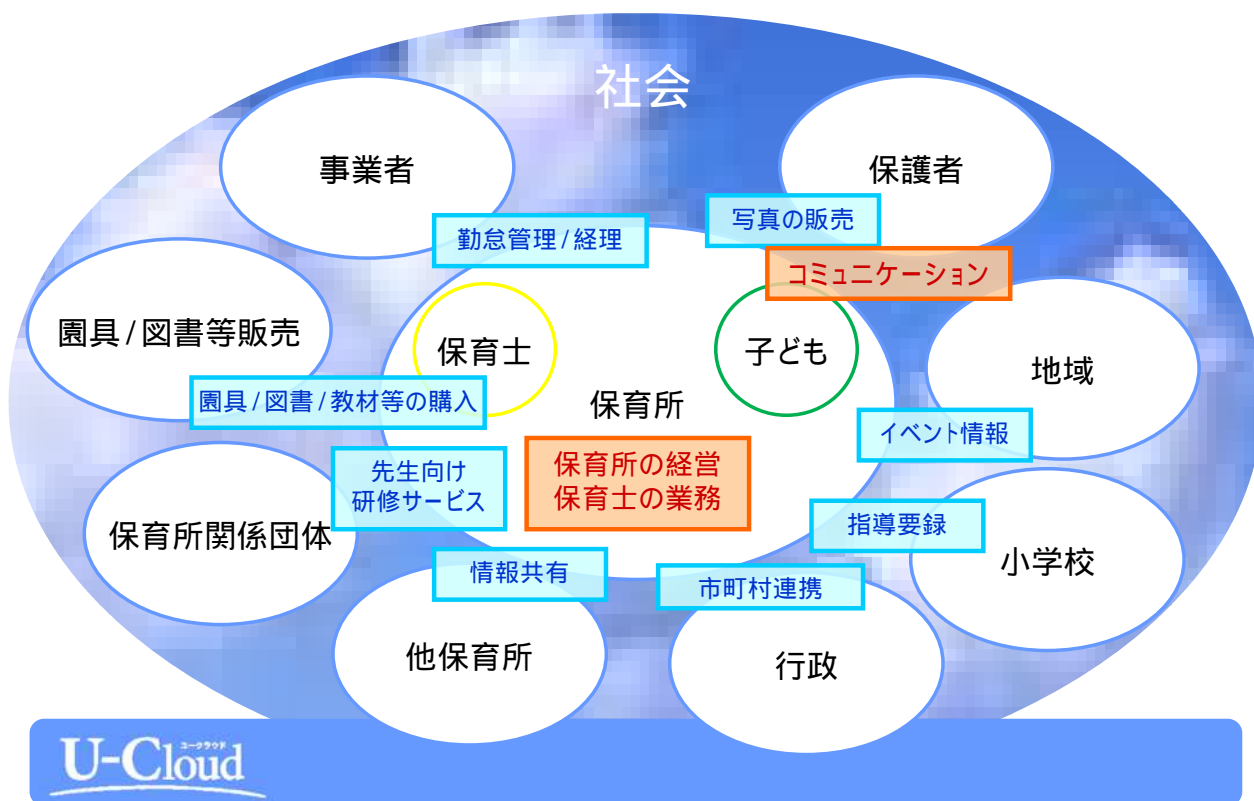 社会
事業者
保護者
写真の販売
勤怠管理/経理
コミュニケーション
園具/図書等販売
保育士
子ども
地域
園具/図書/教材等の購入
保育所
イベント情報
先生向け
研修サービス
保育所の経営
保育士の業務
保育所関係団体
指導要録
小学校
情報共有
市町村連携
他保育所
行政
ユークラウド
U-Cloud